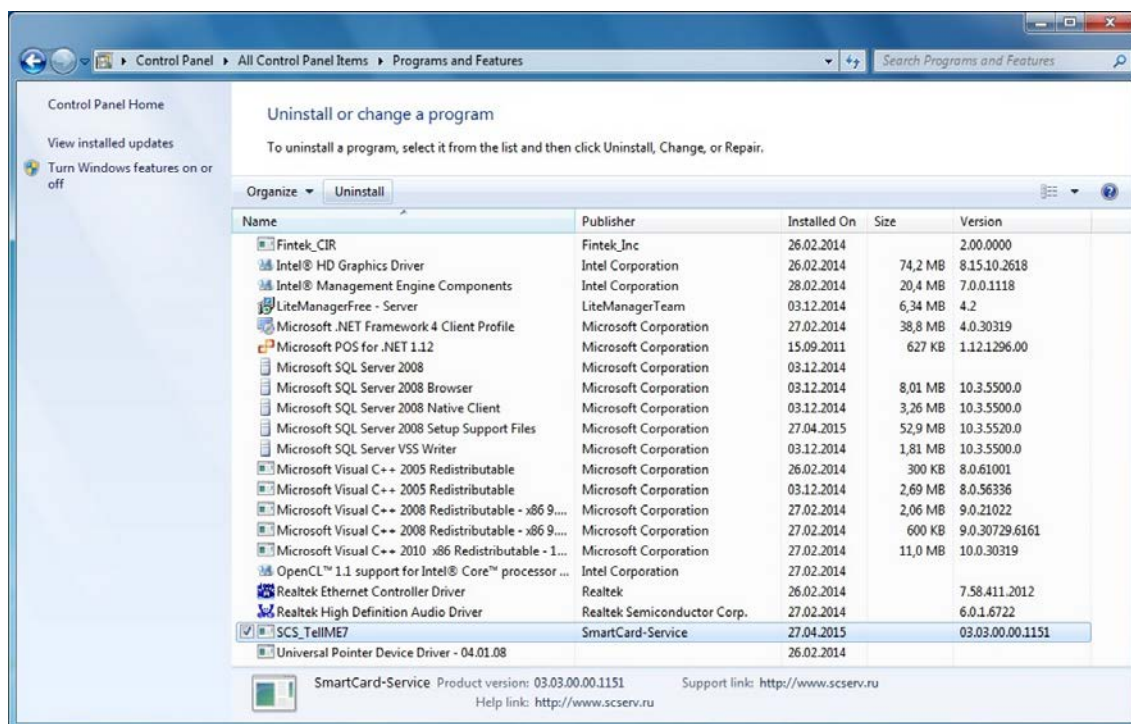 Control Panel ▸ All Control Panel Items ▸ Programs and Features
Search Programs and Features
Control Panel Home
View installed updates
Turn Windows features on or
off
Uninstall or change a program
To uninstall a program, select it from the list and then click Uninstall, Change, or Repair.
Organize Uninstall
Name Publisher Installed On Size Version
Fintek_CIR Fintek_Inc 26.02.2014 2.00.0000
Intel® HD Graphics Driver Intel Corporation 26.02.2014 74,2 MB 8.15.10.2618
Intel® Management Engine Components Intel Corporation 28.02.2014 20,4 MB 7.0.0.1118
LiteManagerFree - Server LiteManagerTeam 03.12.2014 6,34 MB 4.2
Microsoft .NET Framework 4 Client Profile Microsoft Corporation 27.02.2014 38,8 MB 4.0.30319
Microsoft POS for .NET 1.12 Microsoft Corporation 15.09.2011 627 KB 1.12.1296.00
Microsoft SQL Server 2008 Microsoft Corporation 03.12.2014
Microsoft SQL Server 2008 Browser Microsoft Corporation 03.12.2014 8,01 MB 10.3.5500.0
Microsoft SQL Server 2008 Native Client Microsoft Corporation 03.12.2014 3,26 MB 10.3.5500.0
Microsoft SQL Server 2008 Setup Support Files Microsoft Corporation 27.04.2015 52,9 MB 10.3.5520.0
Microsoft SQL Server VSS Writer Microsoft Corporation 03.12.2014 1,81 MB 10.3.5500.0
Microsoft Visual C++ 2005 Redistributable Microsoft Corporation 26.02.2014 300 KB 8.0.61001
Microsoft Visual C++ 2005 Redistributable Microsoft Corporation 03.12.2014 2,69 MB 8.0.56336
Microsoft Visual C++ 2008 Redistributable - x86 9.... Microsoft Corporation 27.02.2014 2,06 MB 9.0.21022
Microsoft Visual C++ 2008 Redistributable - x86 9.... Microsoft Corporation 27.02.2014 600 KB 9.0.30729.6161
Microsoft Visual C++ 2010 x86 Redistributable - 1... Microsoft Corporation 27.02.2014 11,0 MB 10.0.30319
OpenCL™ 1.1 support for Intel® Core™ processor ... Intel Corporation 27.02.2014
Realtek Ethernet Controller Driver Realtek 26.02.2014 7.58.411.2012
Realtek High Definition Audio Driver Realtek Semiconductor Corp. 27.02.2014 6.0.1.6722
SCS_TellME7 SmartCard-Service 27.04.2015 03.03.00.00.1151
Universal Pointer Device Driver - 04.01.08 26.02.2014
SmartCard-Service Product version: 03.03.00.00.1151 Support link: http://www.scserv.ru
Help link: http://www.scserv.ru